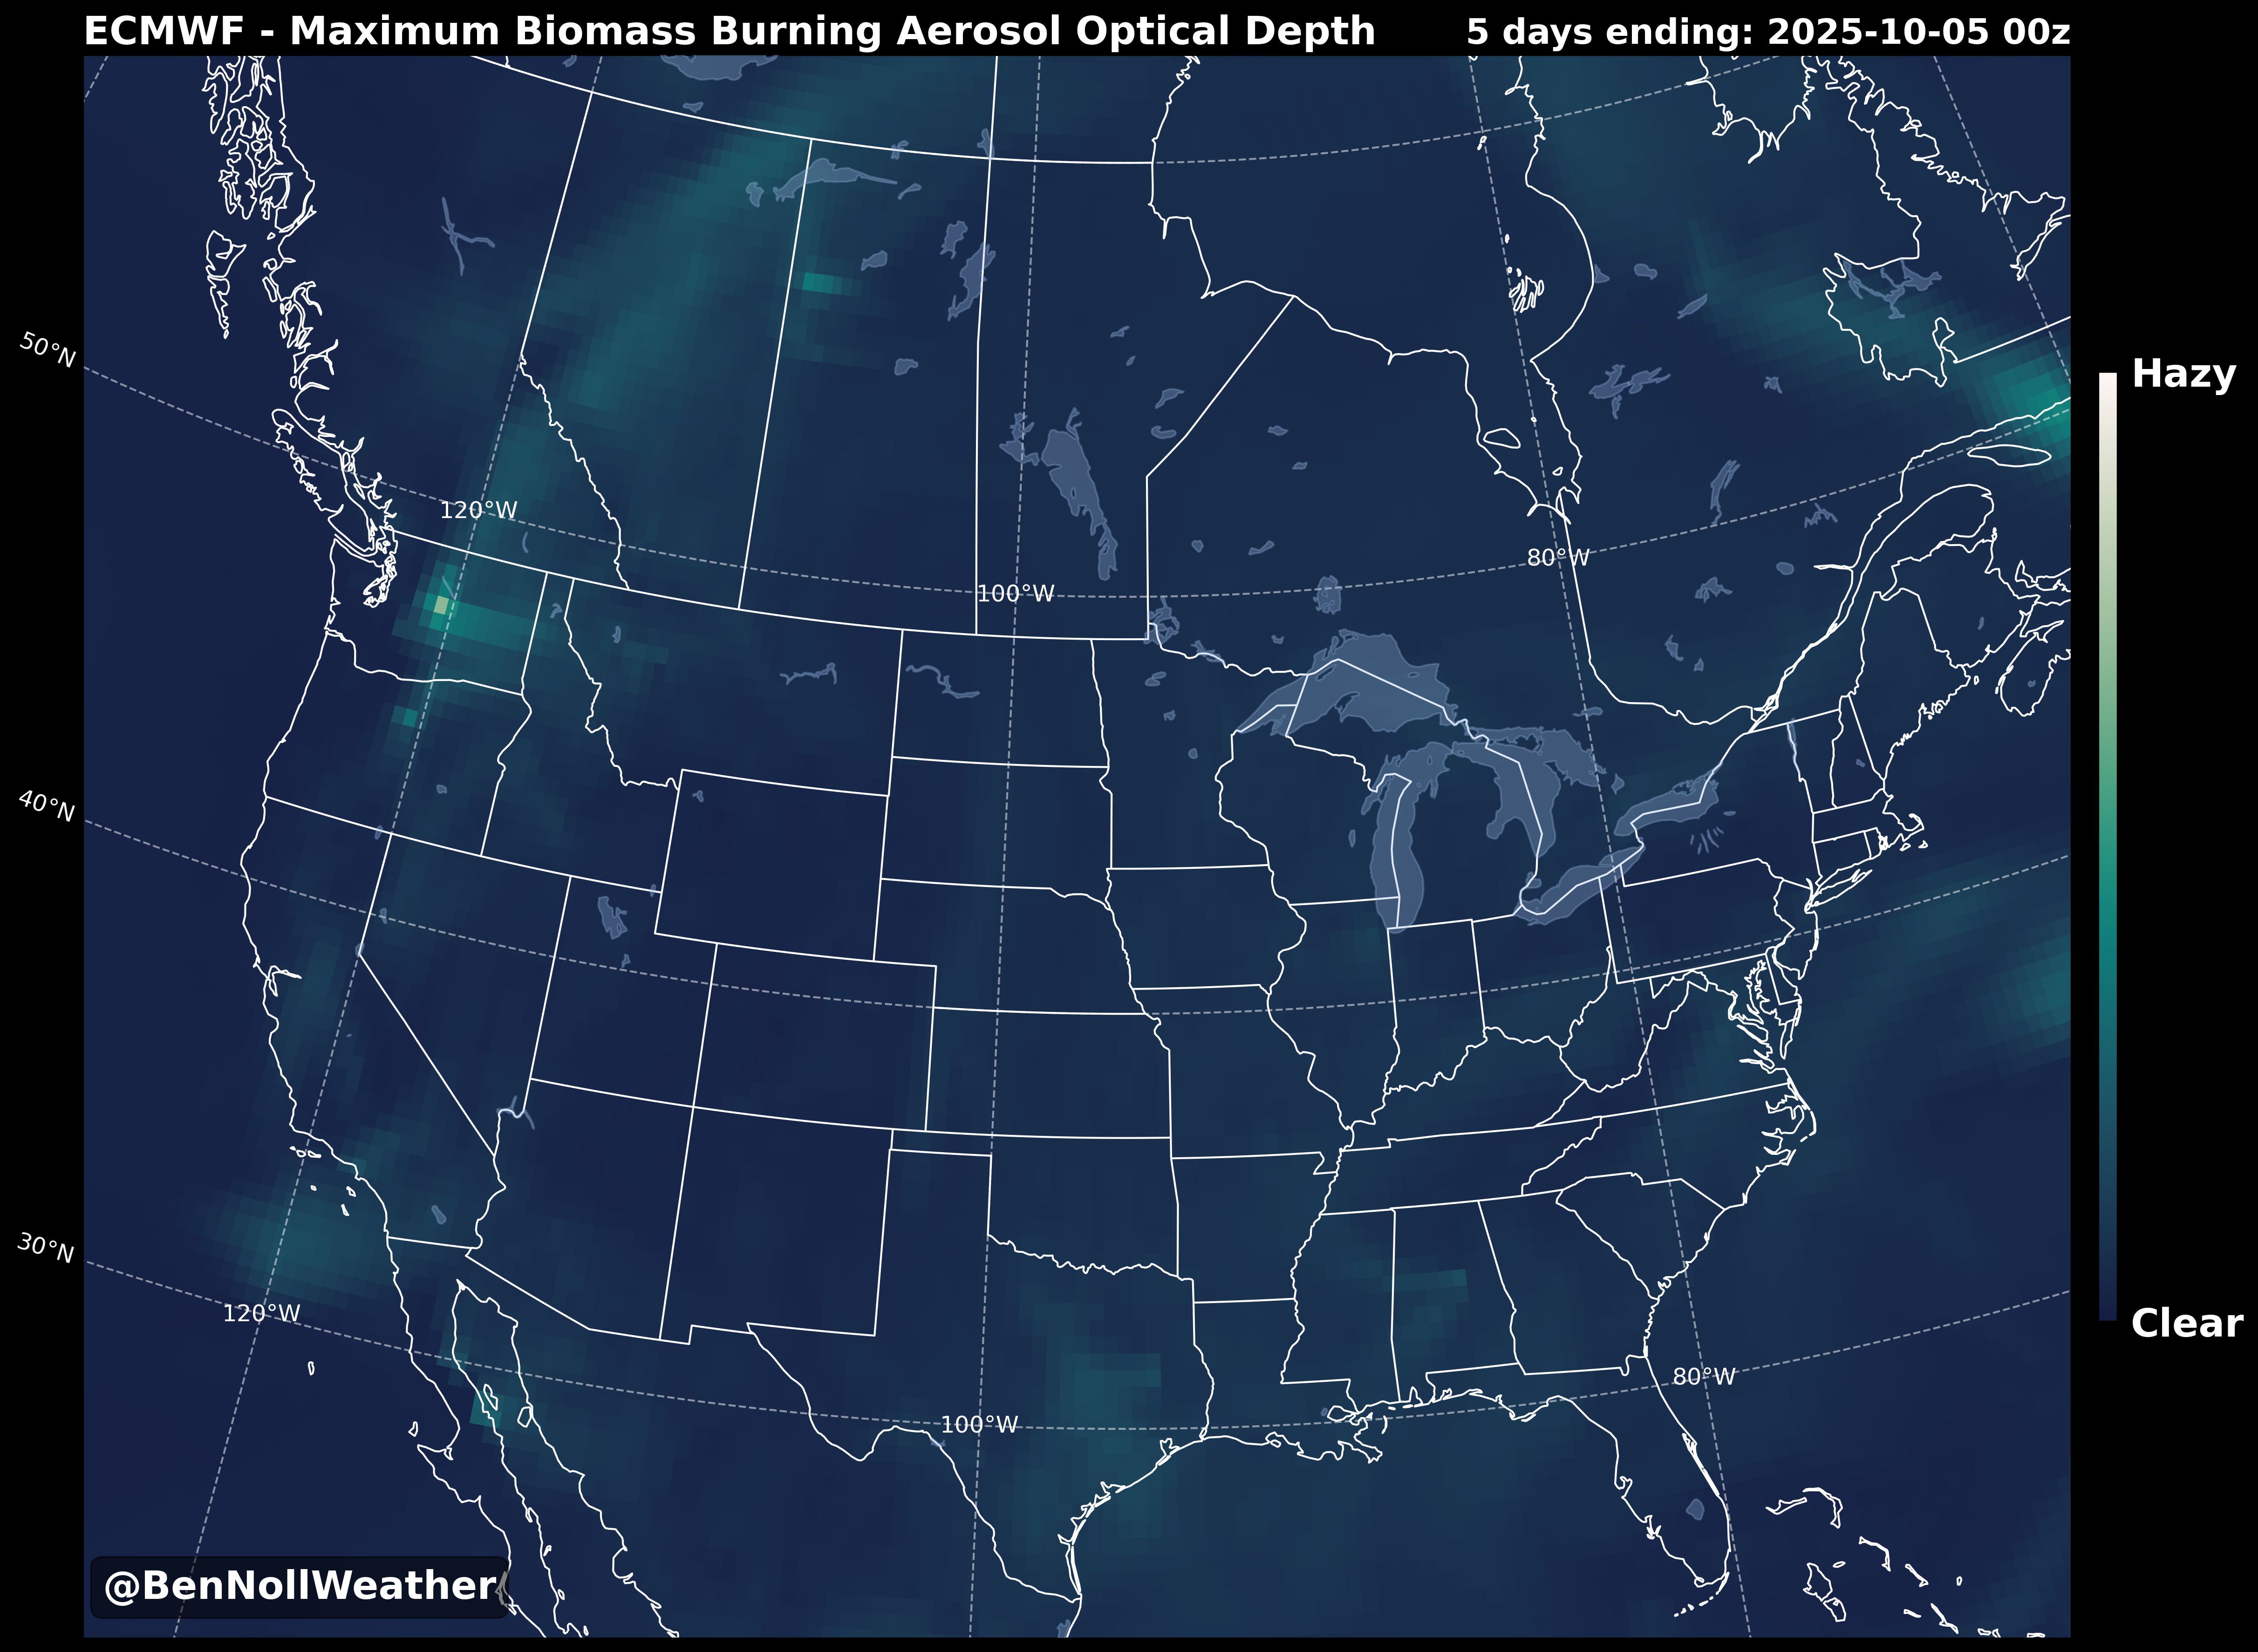 ECMWF - Maximum Biomass Burning Aerosol Optical Depth
5 days ending: 2025-10-05 00z
50°N
Hazy
120°W
80°W
100°W
40°N
30°N
120°W
Clear
80°W
100°W
@BenNollWeather